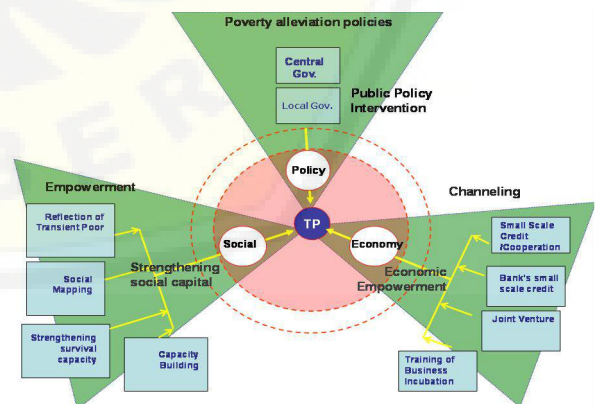 Poverty alleviation policies
Central
Gov.
Local Gov.
Public Policy
Intervention
Policy
TP
Social
Economy
Empowerment
Reflection of
Transient Poor
Social
Mapping
Strengthening
survival
capacity
Capacity
Building
Strengthening
social capital
Channeling
Small Scale
Credit
/Cooperation
Bank's small
scale credit
Joint Venture
Training of
Business
Incubation
Economic
Empowerment